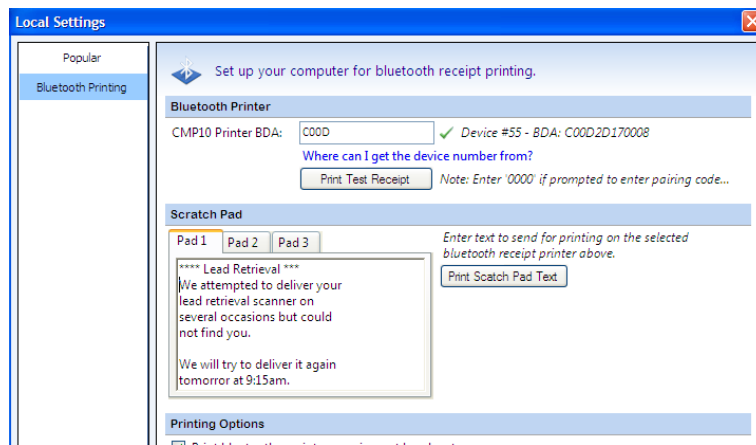 Local Settings
Popular
Bluetooth Printing
Set up your computer for bluetooth receipt printing.
Bluetooth Printer
CMP10 Printer BDA: C00D Device #55 - BDA: C00D2D170008
Where can I get the device number from?
Print Test Receipt Note: Enter '0000' if prompted to enter pairing code...
Scratch Pad
Pad 1 Pad 2 Pad 3
Enter text to send for printing on the selected
bluetooth receipt printer above.
Print Scatch Pad Text
**** Lead Retrieval ***
We attempted to deliver your
lead retrieval scanner on
several occasions but could
not find you.
We will try to deliver it again
tomorror at 9:15am.
Printing Options